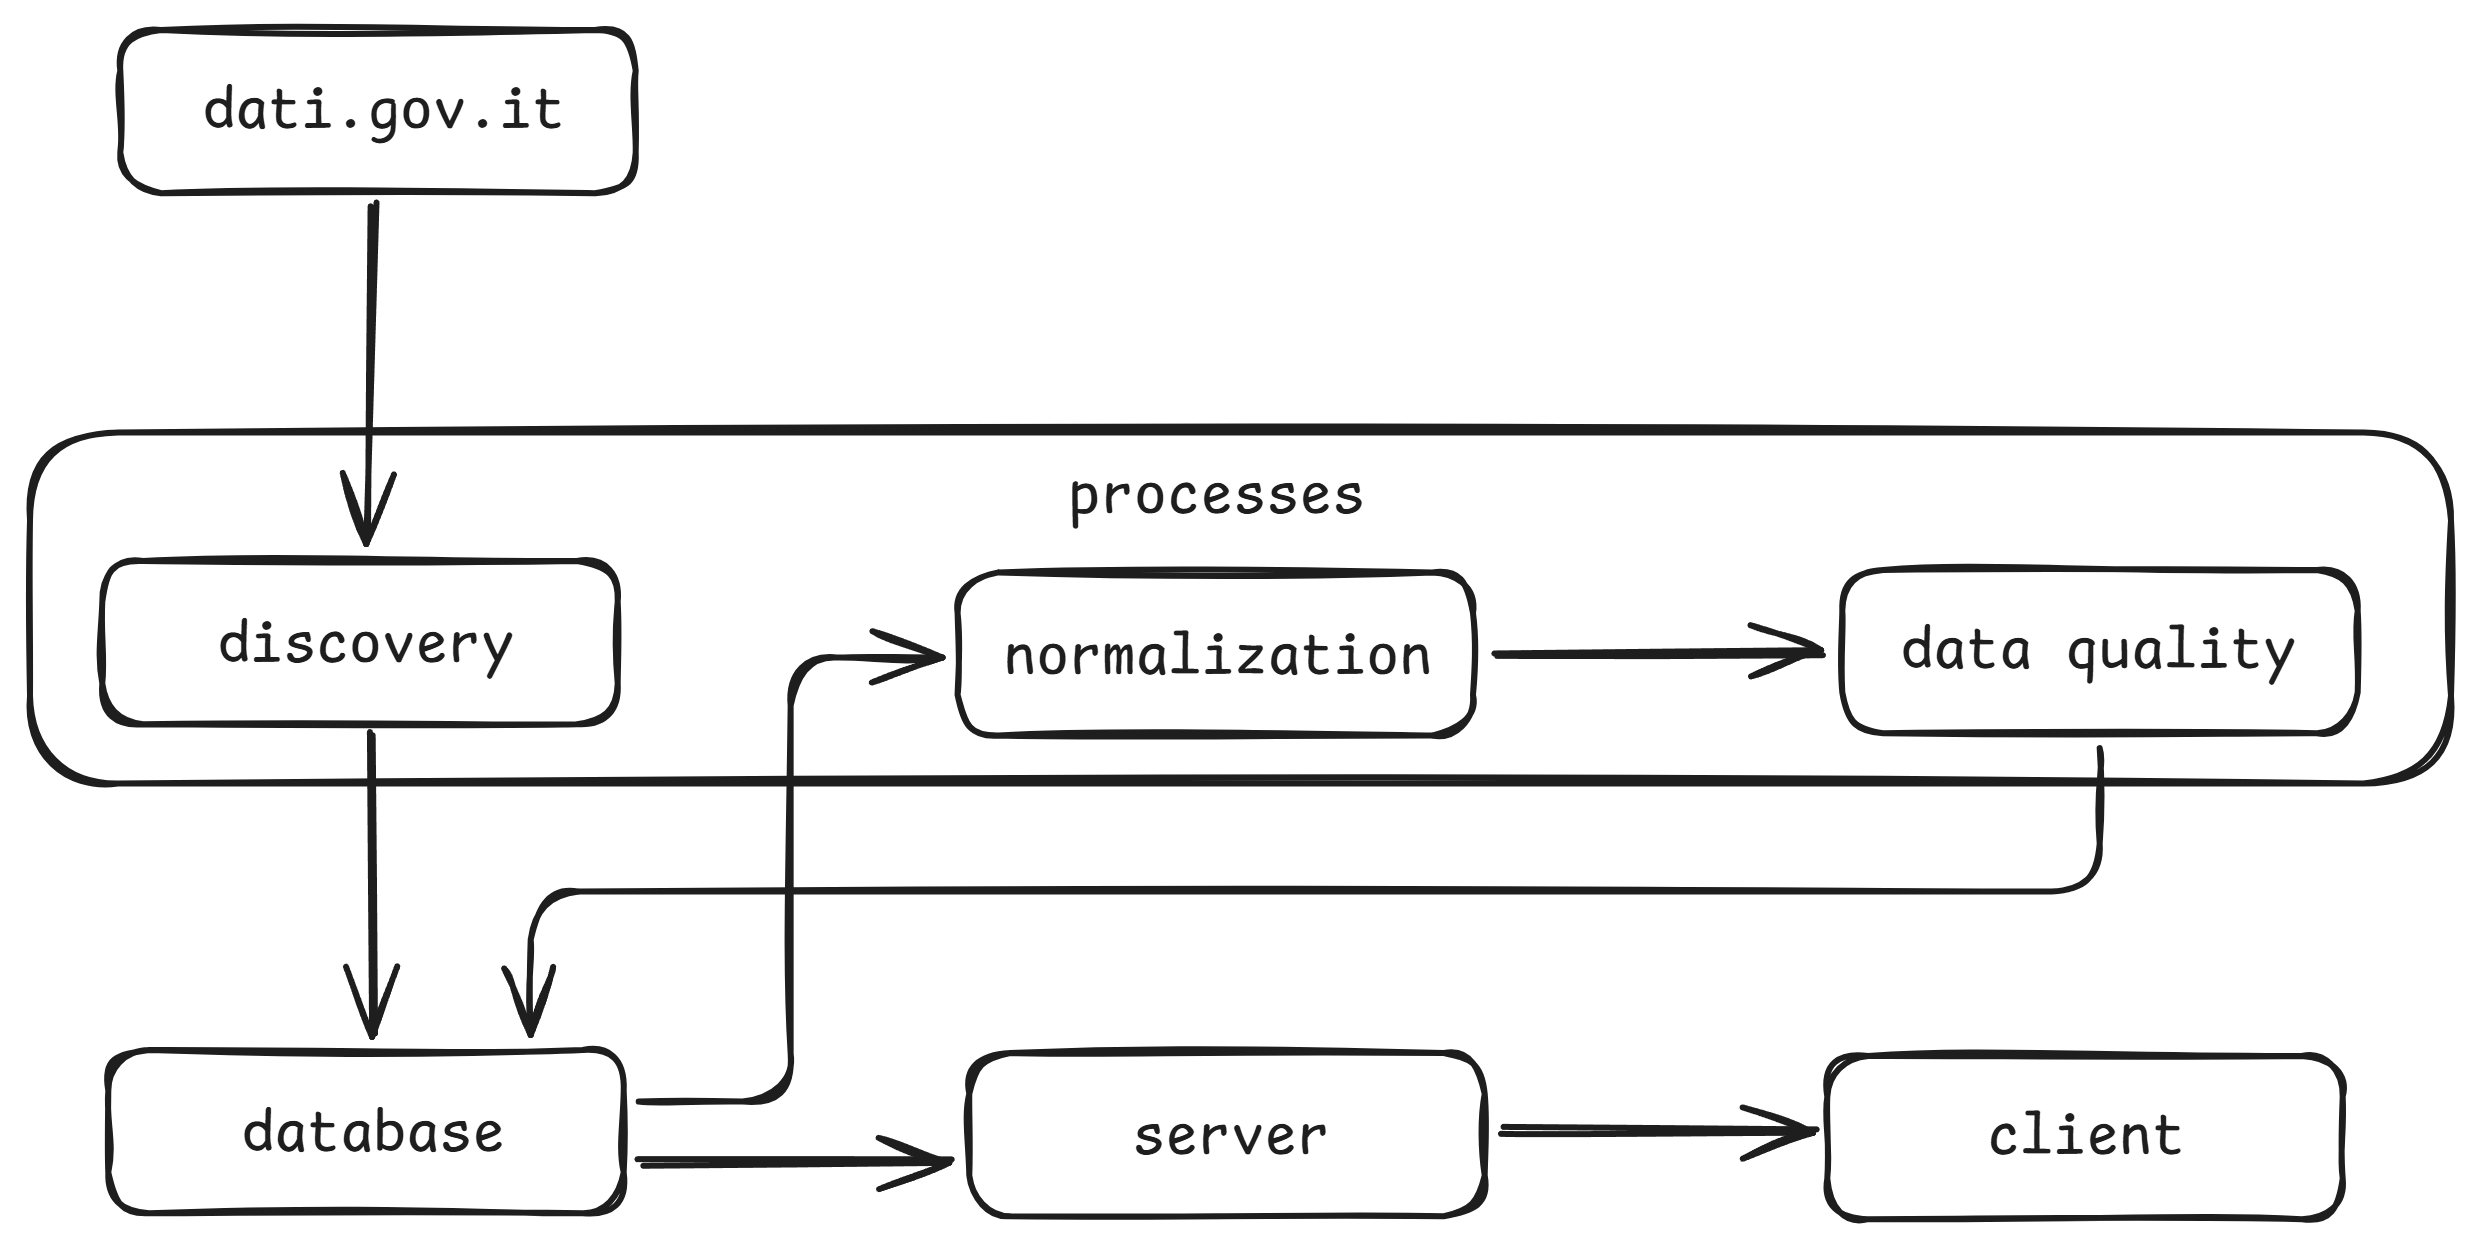 dati.gov.it
processes
discovery
normalization
data quality
database
server
client